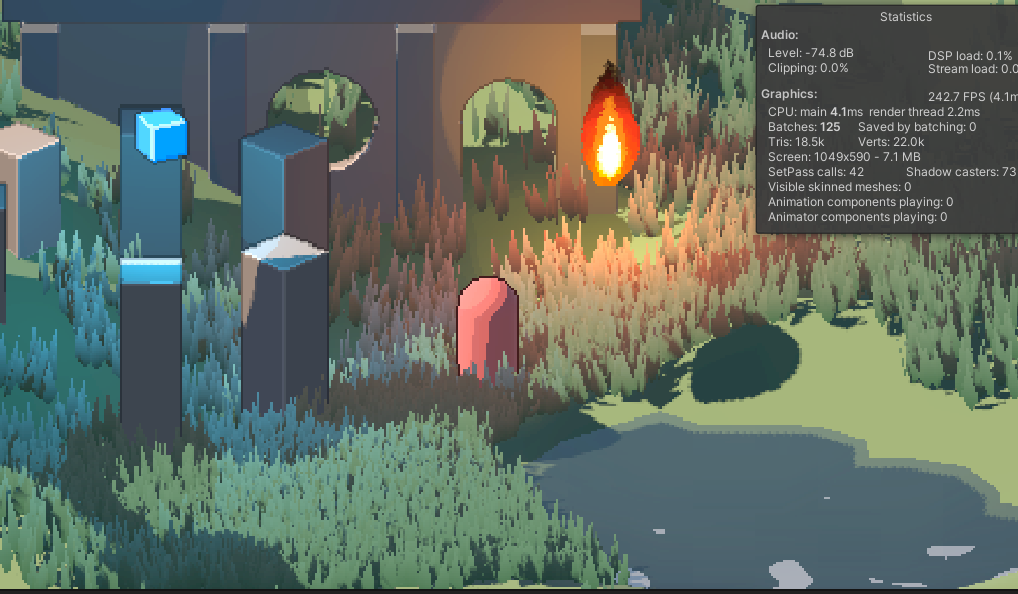 Statistics
Audio:
Level: -74.8 dB DSP load: 0.1%
Clipping: 0.0% Stream load: 0.0
Graphics: 242.7 FPS (4.1m
CPU: main 4.1ms render thread 2.2ms
Batches: 125 Saved by batching: 0
Tris: 18.5k Verts: 22.0k
Screen: 1049x590 - 7.1 MB
SetPass calls: 42 Shadow casters: 73
Visible skinned meshes: 0
Animation components playing: 0
Animator components playing: 0